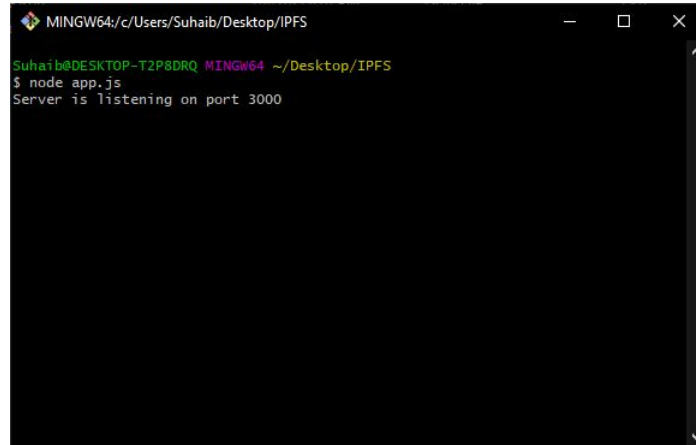 MINGW64:/c/Users/Suhaib/Desktop/IPFS
Suhaib@DESKTOP-T2P8DRQ MINGW64 ~/Desktop/IPFS
$ node app.js
Server is listening on port 3000